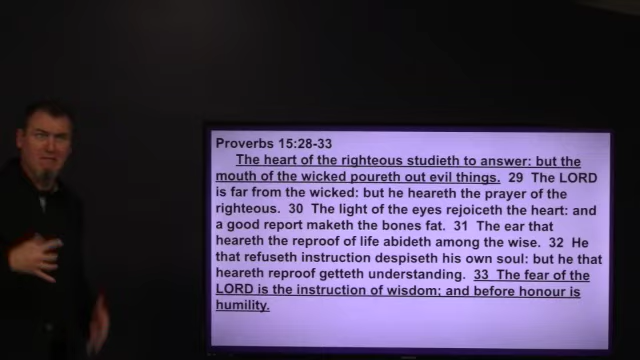 Proverbs 15:28-33
The heart of the righteous studieth to answer: but the
mouth of the wicked poureth out evil things. 29 The LORD
is far from the wicked: but he heareth the prayer of the
righteous. 30 The light of the eyes rejoiceth the heart: and
a good report maketh the bones fat. 31 The ear that
heareth the reproof of life abideth among the wise. 32 He
that refuseth instruction despiseth his own soul: but he that
heareth reproof getteth understanding. 33 The fear of the
LORD is the instruction of wisdom; and before honour is
humility.